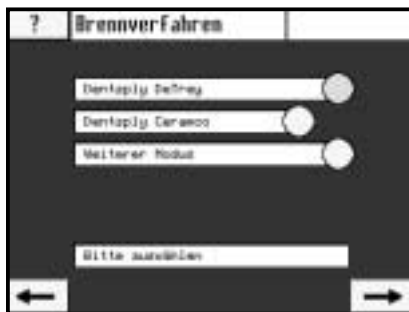 ? Brennverfahren
Dentsply DeTrey
Dentsply Ceramco
Weiterer Modus
Bitte auswählen